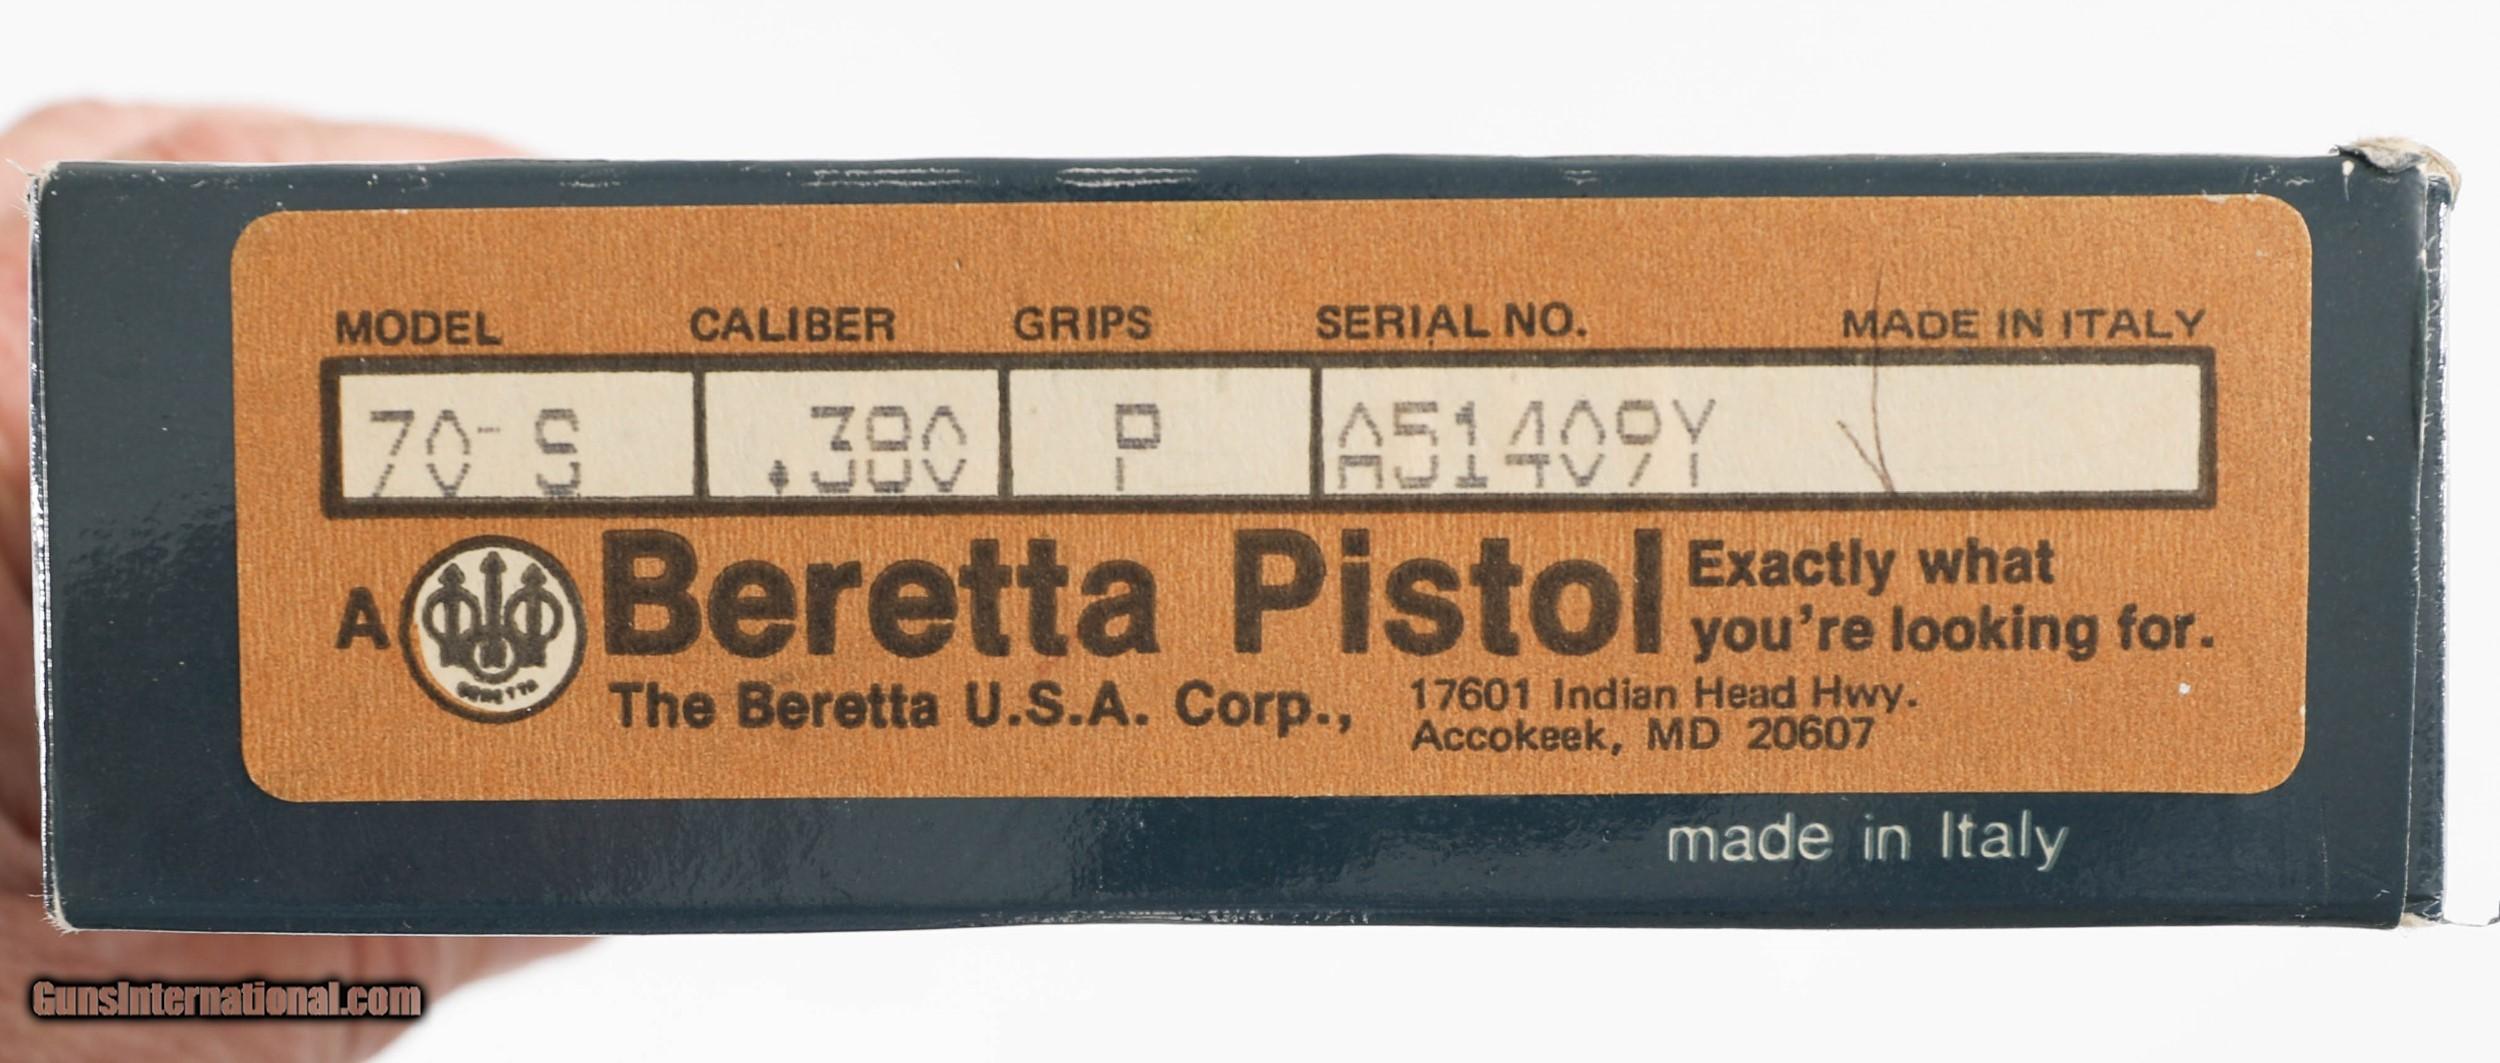 MODEL CALIBER GRIPS SERIAL NO. MADE IN ITALY
70- S .380 P A51409Y
A BERETTA Beretta Pistol Exactly what
you're looking for.
The Beretta U.S.A. Corp., 17601 Indian Head Hwy.
Accokeek, MD 20607
made in Italy
GunsInternational.com